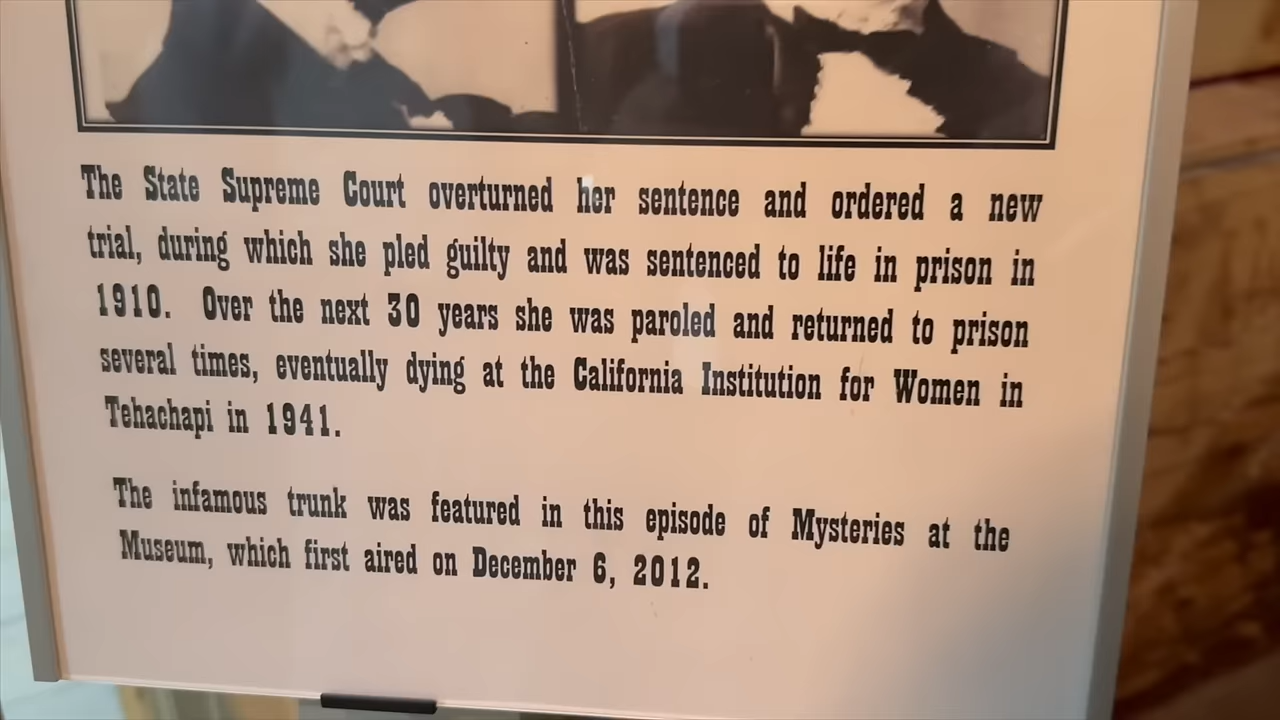 The State Supreme Court overturned her sentence and ordered a new
trial, during which she pled guilty and was sentenced to life in prison in
1910. Over the next 30 years she was paroled and returned to prison
several times, eventually dying at the California Institution for Women in
Tehachapi in 1941.
The infamous trunk was featured in this episode of Mysteries at the
Museum, which first aired on December 6, 2012.